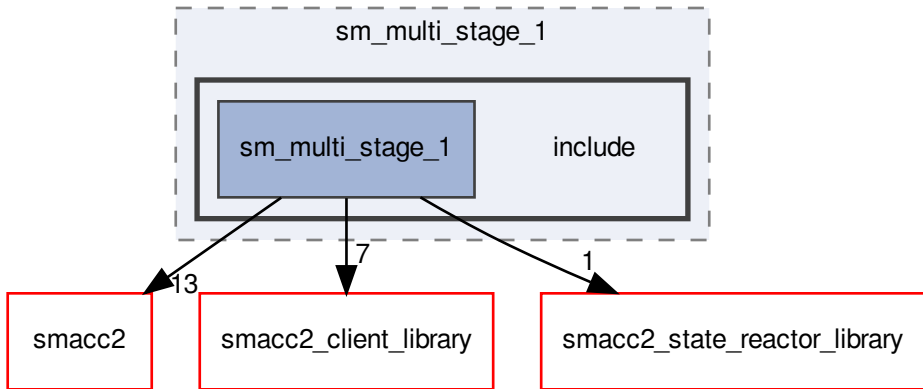 sm_multi_stage_1
sm_multi_stage_1
include
13
7
1
smacc2
smacc2_client_library
smacc2_state_reactor_library